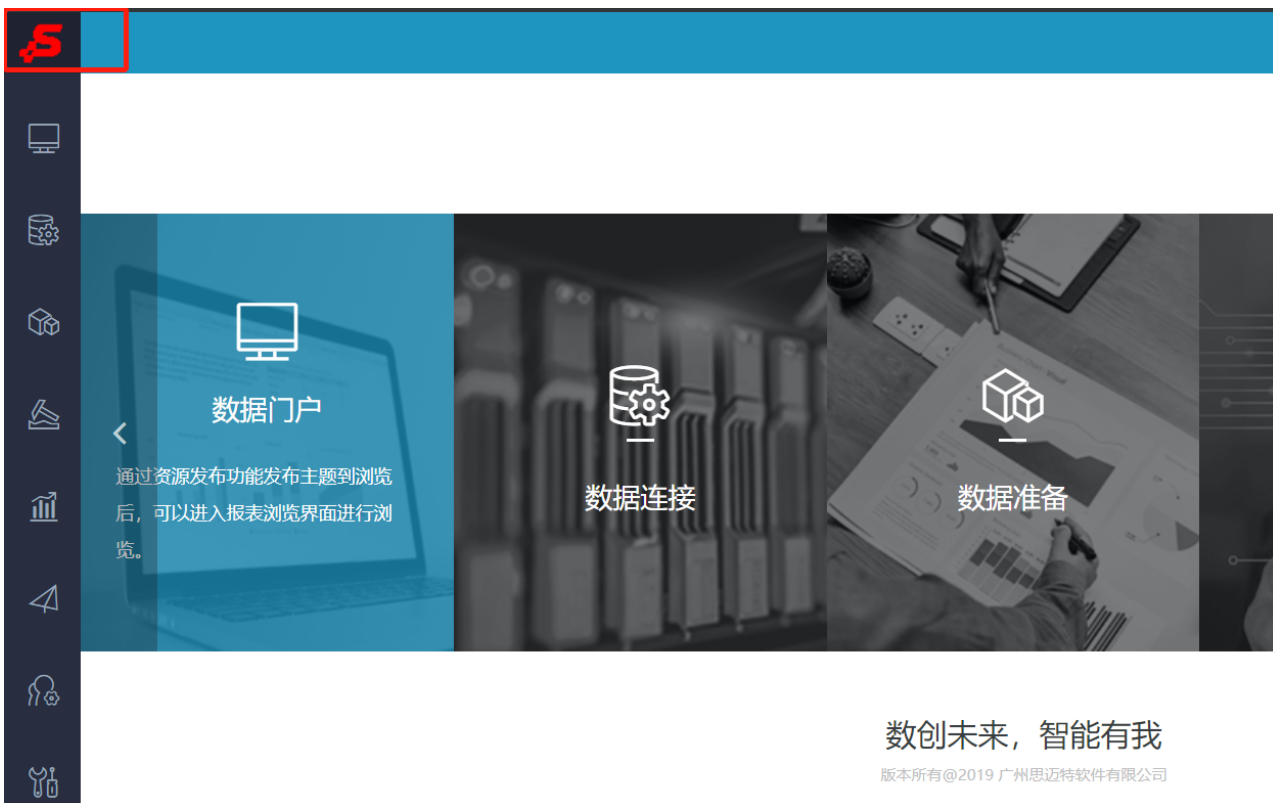 S
数据门户
通过资源发布功能发布主题到浏览
后，可以进入报表浏览界面进行浏
览。
数据连接
数据准备
数创未来，智能有我
版本所有@2019 广州思迈特软件有限公司